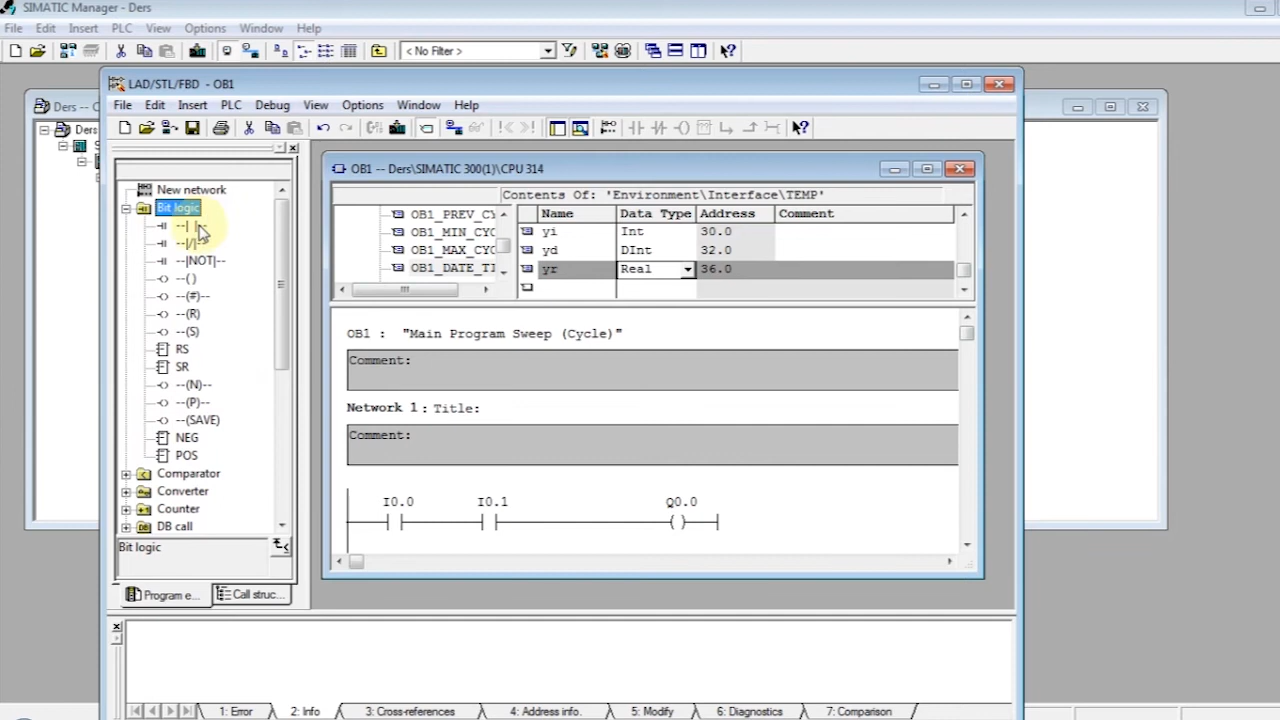 SIMATIC Manager - Ders
File Edit Insert PLC View Options Window Help
< No Filter >
LAD/STL/FBD - OB1
Ders -- C
File Edit Insert PLC Debug View Options Window Help
Ders
S
OB1 -- Ders\SIMATIC 300(1)\CPU 314
New network
Bit logic
--| |--
--|/|--
--|NOT|--
--( )
--(#)--
--(R)
--(S)
RS
SR
--(N)--
--(P)--
--(SAVE)
NEG
POS
Comparator
Converter
Counter
DB call
Bit logic
Program e... Call struc...
Contents Of: 'Environment\Interface\TEMP'
OB1_PREV_CY
OB1_MIN_CYC
OB1_MAX_CYC
OB1_DATE_TI
Name Data Type Address Comment
yi Int 30.0
yd DInt 32.0
yr Real 36.0
OB1 : "Main Program Sweep (Cycle)"
Comment:
Network 1 : Title:
Comment:
I0.0 I0.1 Q0.0
1: Error 2: Info 3: Cross-references 4: Address info. 5: Modify 6: Diagnostics 7: Comparison